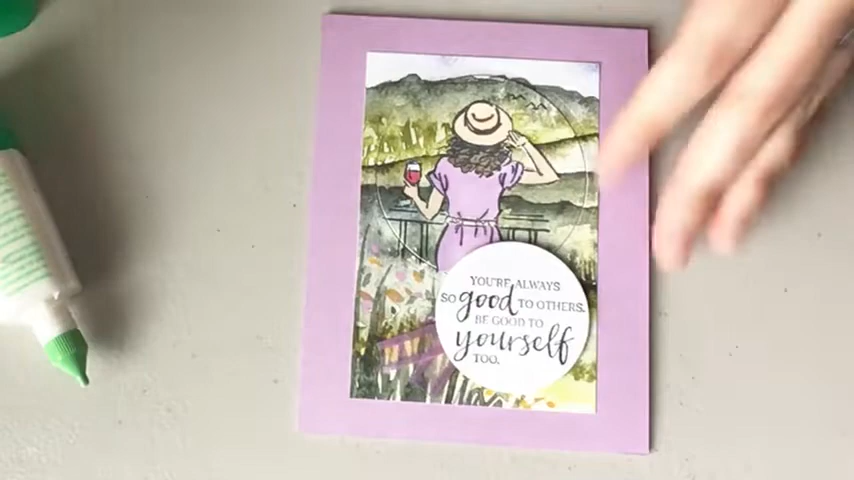 YOU'RE ALWAYS
SO good TO OTHERS.
BE GOOD TO
yourself
TOO.